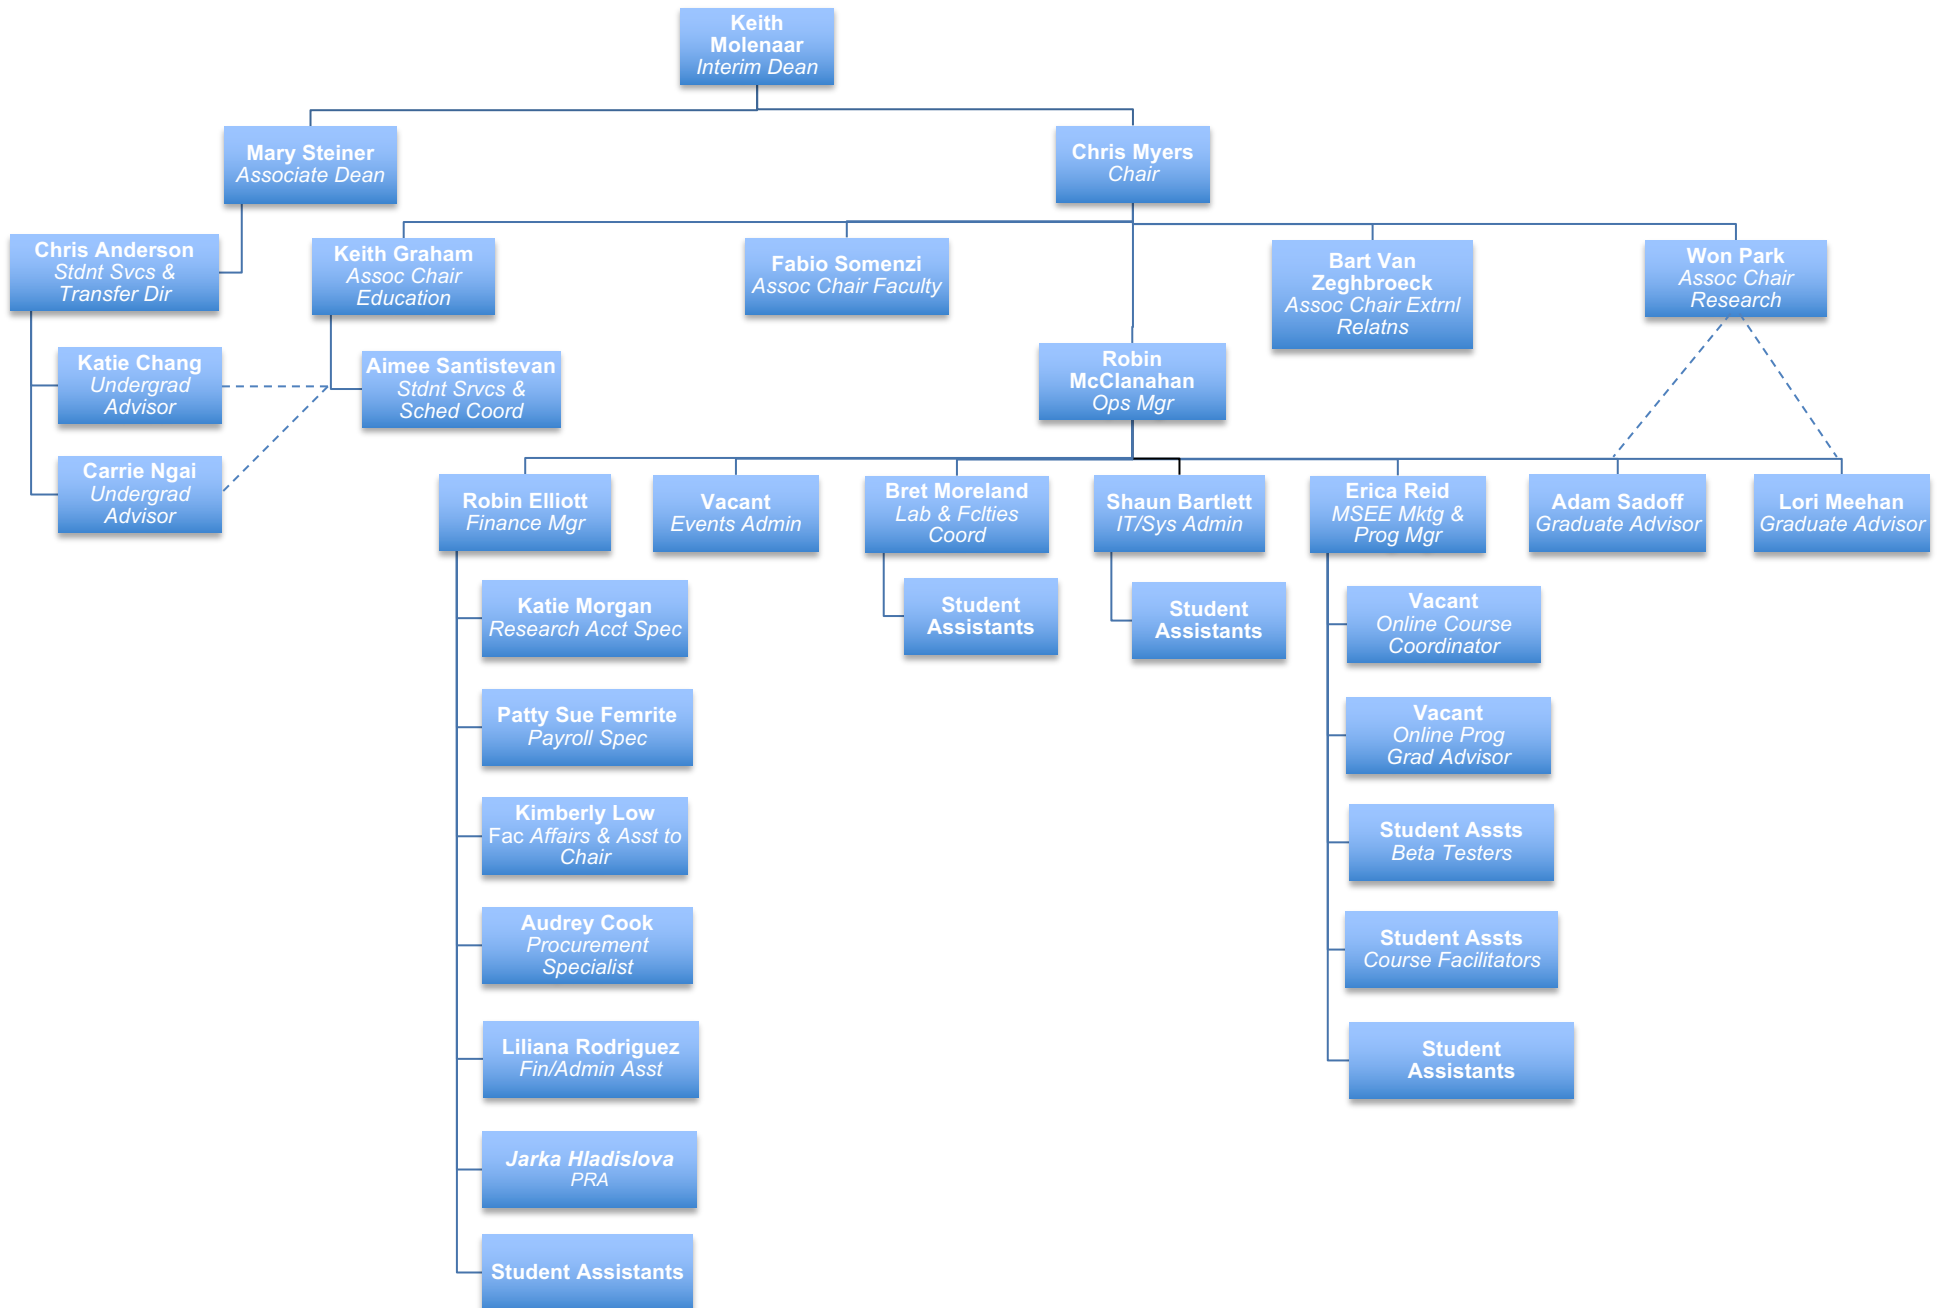 Keith
Molenaar
Interim Dean
Mary Steiner
Associate Dean
Chris Myers
Chair
Chris Anderson
Stdnt Svcs &
Transfer Dir
Keith Graham
Assoc Chair
Education
Fabio Somenzi
Assoc Chair Faculty
Bart Van
Zeghbroeck
Assoc Chair Extrnl
Relatns
Won Park
Assoc Chair
Research
Katie Chang
Undergrad
Advisor
Aimee Santistevan
Stdnt Srvcs &
Sched Coord
Robin
McClanahan
Ops Mgr
Carrie Ngai
Undergrad
Advisor
Robin Elliott
Finance Mgr
Vacant
Events Admin
Bret Moreland
Lab & Fclties
Coord
Shaun Bartlett
IT/Sys Admin
Erica Reid
MSEE Mktg &
Prog Mgr
Adam Sadoff
Graduate Advisor
Lori Meehan
Graduate Advisor
Katie Morgan
Research Acct Spec
Patty Sue Femrite
Payroll Spec
Kimberly Low
Fac Affairs & Asst to
Chair
Audrey Cook
Procurement
Specialist
Liliana Rodriguez
Fin/Admin Asst
Jarka Hladislova
PRA
Student Assistants
Student
Assistants
Student
Assistants
Vacant
Online Course
Coordinator
Vacant
Online Prog
Grad Advisor
Student Assts
Beta Testers
Student Assts
Course Facilitators
Student
Assistants